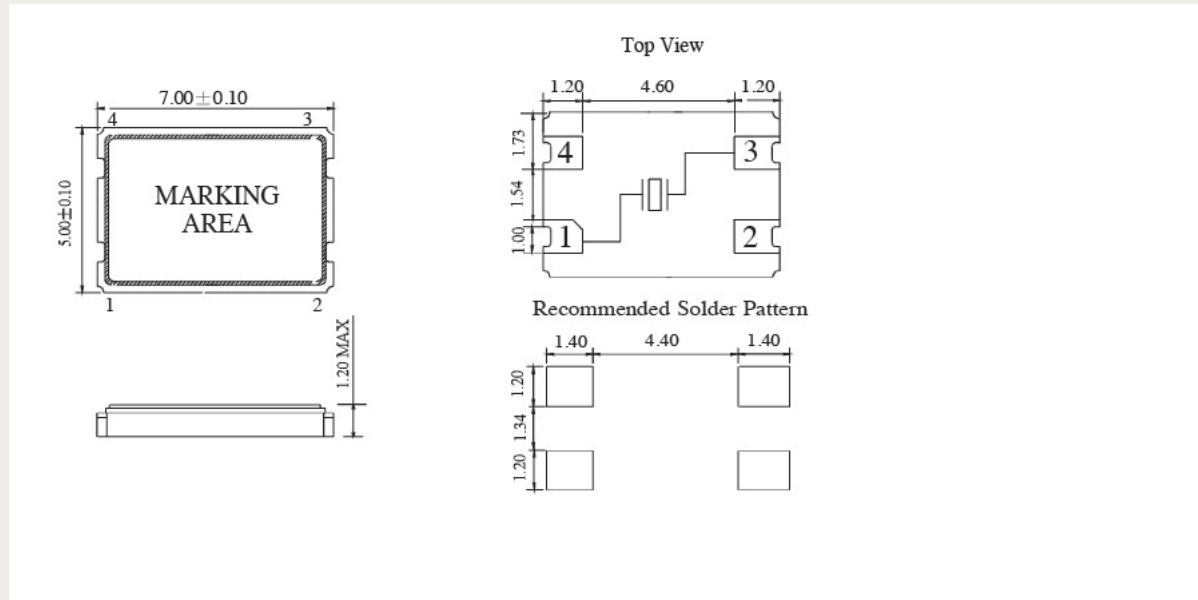 Top View
7.00±0.10
4 3
5.00±0.10
MARKING
AREA
1 2
1.20 MAX
1.20 4.60 1.20
1.73
1.54
1.00
4 3
1 2
Recommended Solder Pattern
1.40 4.40 1.40
1.20
1.34
1.20